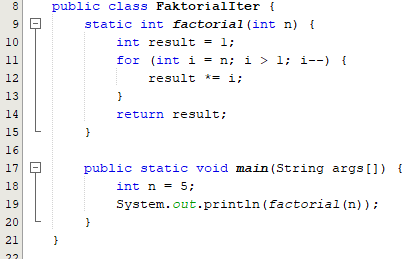 8 public class FaktorialIter {
9 static int factorial(int n) {
10 int result = 1;
11 for (int i = n; i > 1; i--) {
12 result *= i;
13 }
14 return result;
15 }
16
17 public static void main(String args[]) {
18 int n = 5;
19 System.out.println(factorial(n));
20 }
21 }
22